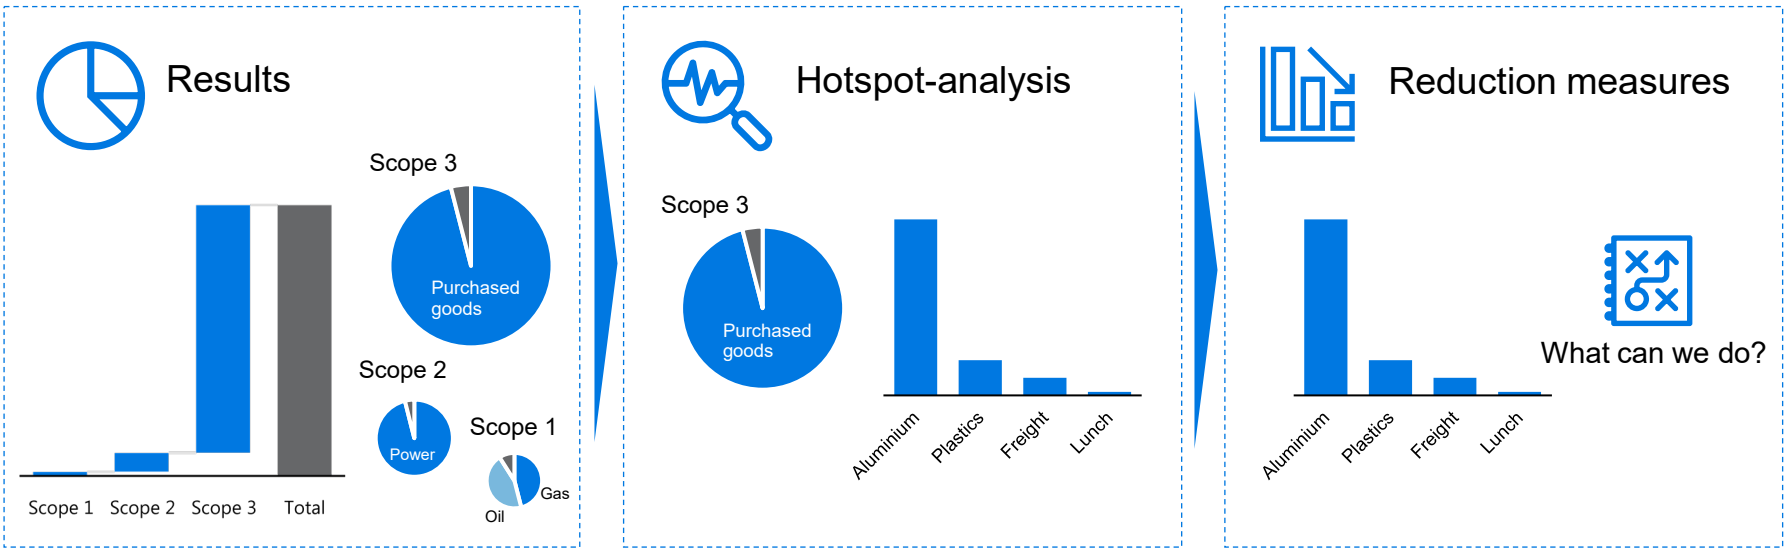 Results
Scope 3
Purchased
goods
Scope 2
Power
Scope 1
Gas
Oil
Scope 1
Scope 2
Scope 3
Total
Hotspot-analysis
Scope 3
Purchased
goods
Aluminium
Plastics
Freight
Lunch
Reduction measures
What can we do?
Aluminium
Plastics
Freight
Lunch